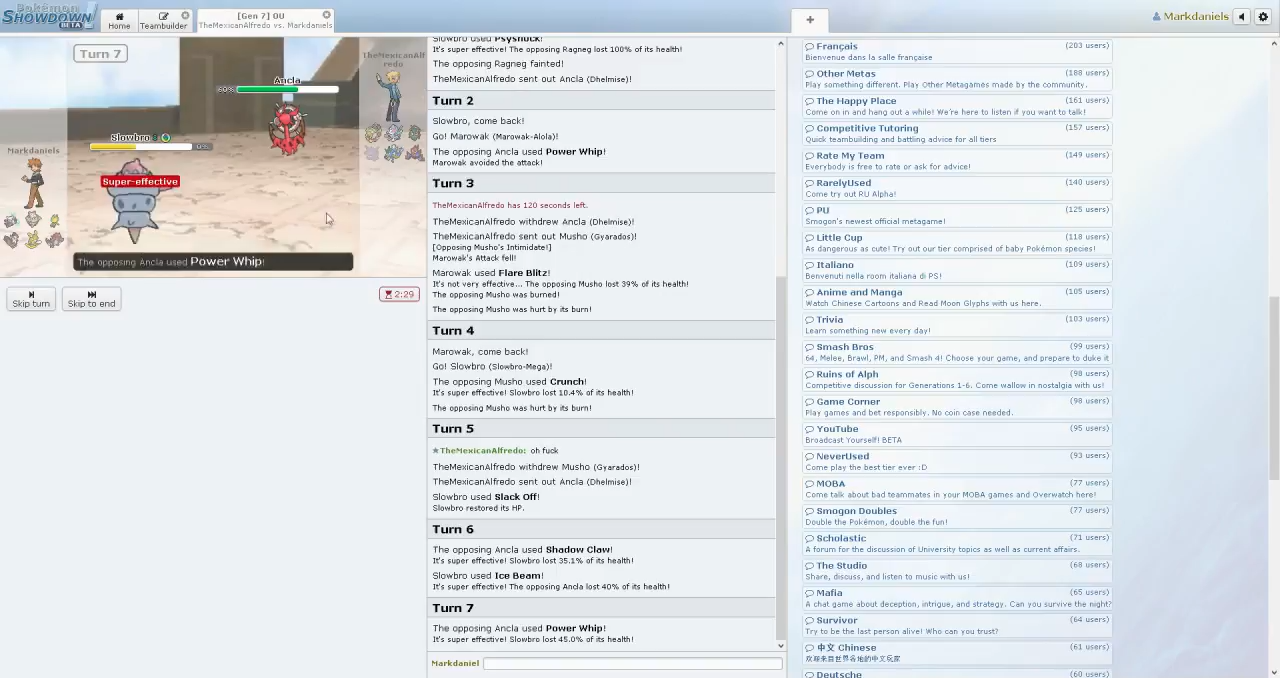 Pokémon
Showdown
BETA
Home
Teambuilder
[Gen 7] OU
TheMexicanAlfredo vs. Markdaniels
+
Markdaniels
Turn 7
TheMexicanAlf
redo
Ancla
60%
Slowbro
Markdaniels
Super-effective
The opposing Ancla used Power Whip!
Skip turn
Skip to end
2:29
Slowbro used Psyshock!
It's super effective! The opposing Ragneg lost 100% of its health!
The opposing Ragneg fainted!
TheMexicanAlfredo sent out Ancla (Dhelmise)!
Turn 2
Slowbro, come back!
Go! Marowak (Marowak-Alola)!
The opposing Ancla used Power Whip!
Marowak avoided the attack!
Turn 3
TheMexicanAlfredo has 120 seconds left.
TheMexicanAlfredo withdrew Ancla (Dhelmise)!
TheMexicanAlfredo sent out Musho (Gyarados)!
[Opposing Musho's Intimidate!]
Marowak's Attack fell!
Marowak used Flare Blitz!
It's not very effective... The opposing Musho lost 39% of its health!
The opposing Musho was burned!
The opposing Musho was hurt by its burn!
Turn 4
Marowak, come back!
Go! Slowbro (Slowbro-Mega)!
The opposing Musho used Crunch!
It's super effective! Slowbro lost 18.4% of its health!
The opposing Musho was hurt by its burn!
Turn 5
★TheMexicanAlfredo: oh fuck
TheMexicanAlfredo withdrew Musho (Gyarados)!
TheMexicanAlfredo sent out Ancla (Dhelmise)!
Slowbro used Slack Off!
Slowbro restored its HP.
Turn 6
The opposing Ancla used Shadow Claw!
It's super effective! Slowbro lost 35.1% of its health!
Slowbro used Ice Beam!
It's super effective! The opposing Ancla lost 40% of its health!
Turn 7
The opposing Ancla used Power Whip!
It's super effective! Slowbro lost 45.0% of its health!
Markdaniel
Français (203 users)
Bienvenue dans la salle française
Other Metas (188 users)
Play something different. Play Other Metagames made by the community.
The Happy Place (161 users)
Come on in and hang out a while! We're here to listen if you want to talk!
Competitive Tutoring (157 users)
Quick teambuilding and battling advice for all tiers
Rate My Team (149 users)
Everybody is free to rate or ask for advice!
RarelyUsed (140 users)
Come try out RU Alpha!
PU (125 users)
Smogon's newest official metagame!
Little Cup (118 users)
As dangerous as cute! Try out our tier comprised of baby Pokémon species!
Italiano (109 users)
Benvenuti nella room italiana di PS!
Anime and Manga (105 users)
Watch Chinese Cartoons and Read Moon Glyphs with us here.
Trivia (103 users)
Learn something new every day!
Smash Bros (99 users)
64, Melee, Brawl, PM, and Smash 4! Choose your game, and prepare to duke it
Ruins of Alph (98 users)
Competitive discussion for Generations 1-6. Come wallow in nostalgia with us!
Game Corner (98 users)
Play games and bet responsibly. No coin case needed.
YouTube (95 users)
Broadcast Yourself! BETA
NeverUsed (93 users)
Come play the best tier ever :D
MOBA (77 users)
Come talk about bad teammates in your MOBA games and Overwatch here!
Smogon Doubles (77 users)
Double the Pokémon, double the fun!
Scholastic (71 users)
A forum for the discussion of University topics as well as current affairs.
The Studio (68 users)
Share, discuss, and listen to music with us!
Mafia (65 users)
A chat game about deception, intrigue, and strategy. Can you survive the night?
Survivor (64 users)
Try to be the last person alive! Who can you trust?
中文 Chinese (61 users)
欢迎来自世界各地的中文玩家
Deutsche (60 users)